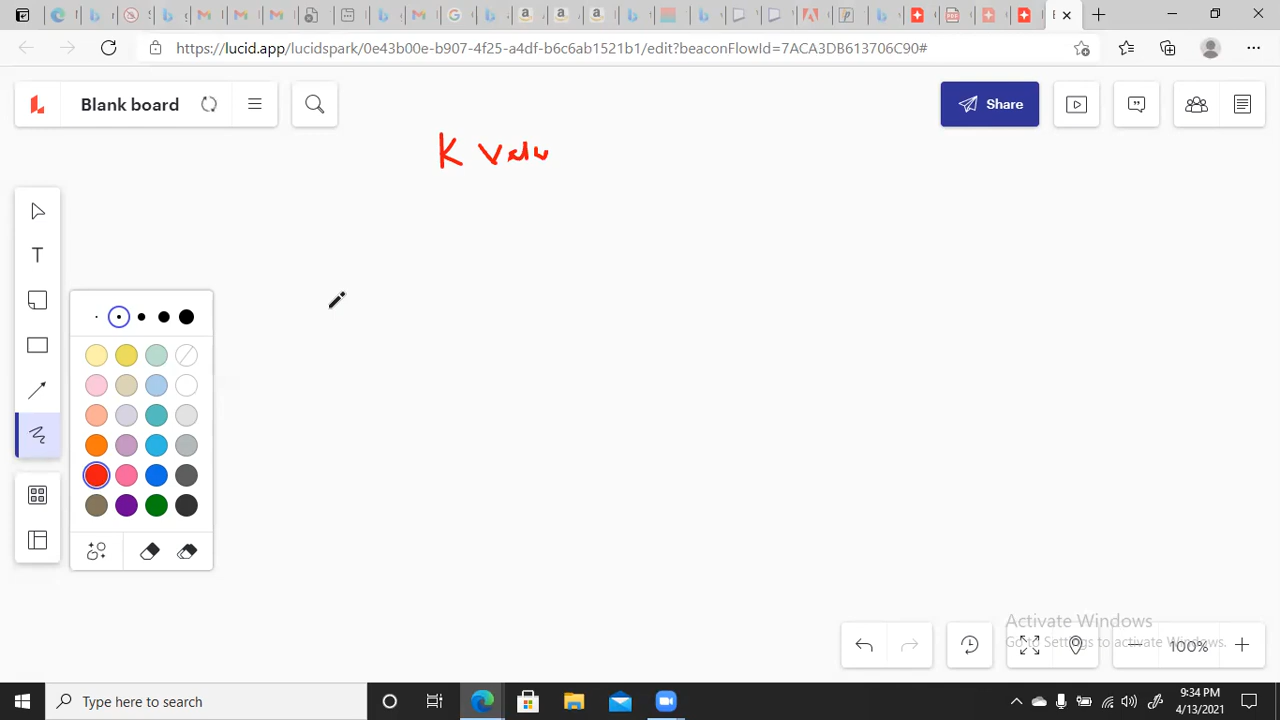 https://lucid.app/lucidspark/0e43b00e-b907-4f25-a4df-b6c6ab1521b1/edit?beaconFlowId=7ACA3DB613706C90#
Blank board
Share
K Valu
T
Activate Windows
Go to Settings to activate Windows.
100%
Type here to search
9:34 PM
4/13/2021